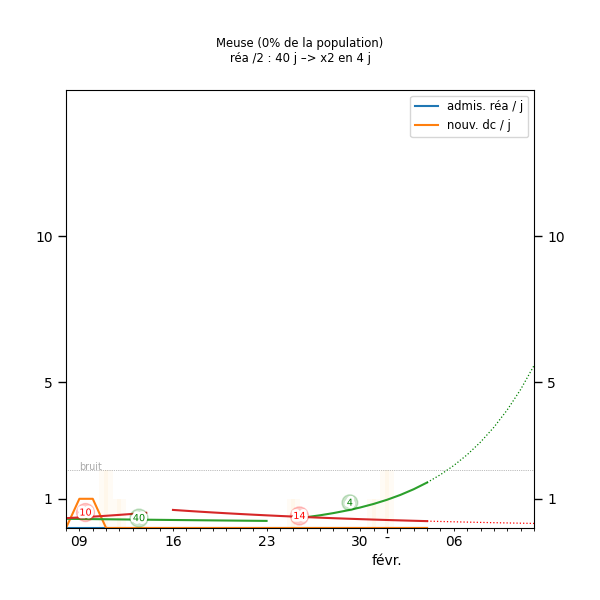 Meuse (0% de la population)
réa /2 : 40 j –> x2 en 4 j
admis. réa / j
nouv. dc / j
10 10
5 5
bruit
1 1
10 40 14 4
09 16 23 30 - 06
févr.